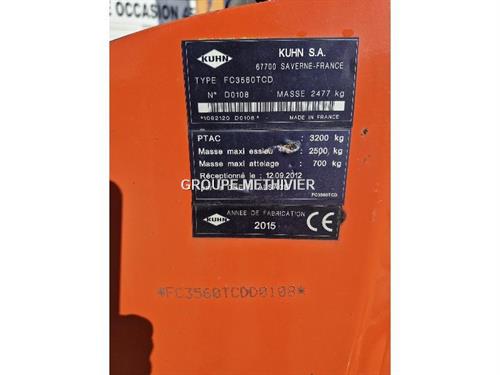 E OCCASION
KUHN
KUHN S.A.
67700 SAVERNE-FRANCE
TYPE FC3560TCD
N° D0108 MASSE 2477 kg
*1082120 D0108* MADE IN FRANCE
PTAC : 3200 kg
Masse maxi essieu : 2500 kg
Masse maxi attelage : 700 kg
Réceptionné le : 12.09.2012
GROUPE METHIVIER
FC3560TCD
KUHN
ANNEE DE FABRICATION
2015
CE
*FC3560TCDD0108*